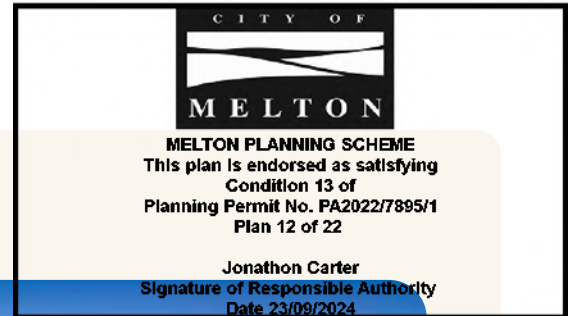 CITY OF
MELTON
MELTON PLANNING SCHEME
This plan is endorsed as satisfying
Condition 13 of
Planning Permit No. PA2022/7895/1
Plan 12 of 22
Jonathon Carter
Signature of Responsible Authority
Date 23/09/2024